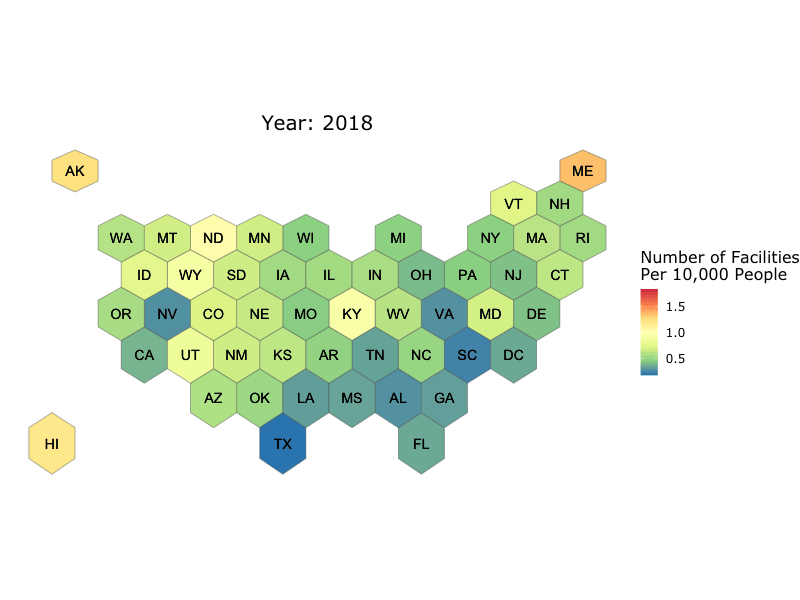 Year: 2018
AK ME
VT NH
WA MT ND MN WI MI NY MA RI
Number of Facilities
Per 10,000 People
ID WY SD IA IL IN OH PA NJ CT
1.5
OR NV CO NE MO KY WV VA MD DE
1.0
CA UT NM KS AR TN NC SC DC
0.5
AZ OK LA MS AL GA
HI TX FL